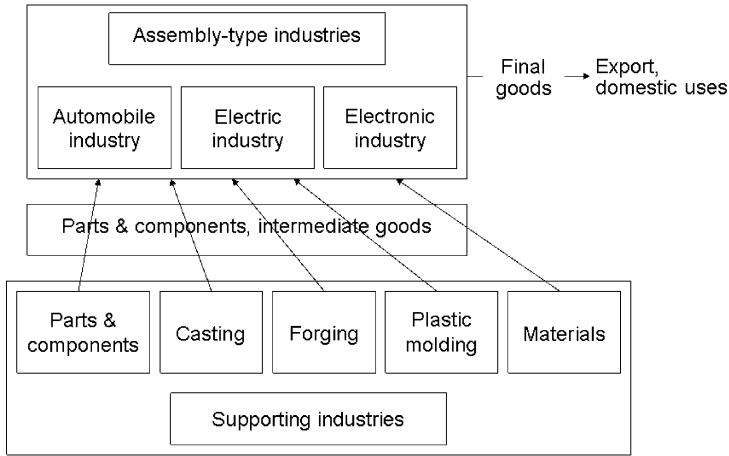 Assembly-type industries
Final
goods
Export,
domestic uses
Automobile
industry
Electric
industry
Electronic
industry
Parts & components, intermediate goods
Parts &
components
Casting
Forging
Plastic
molding
Materials
Supporting industries